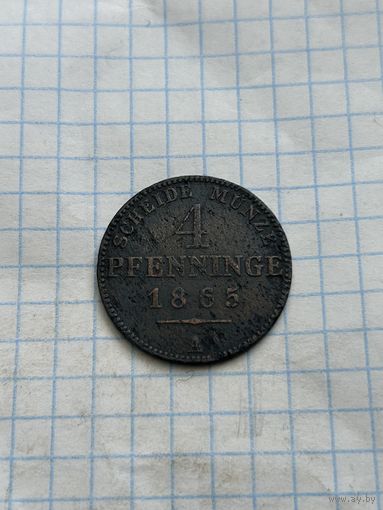 SCHEIDE MÜNZE
4
PFENNINGE
1865
A
www.ay.by